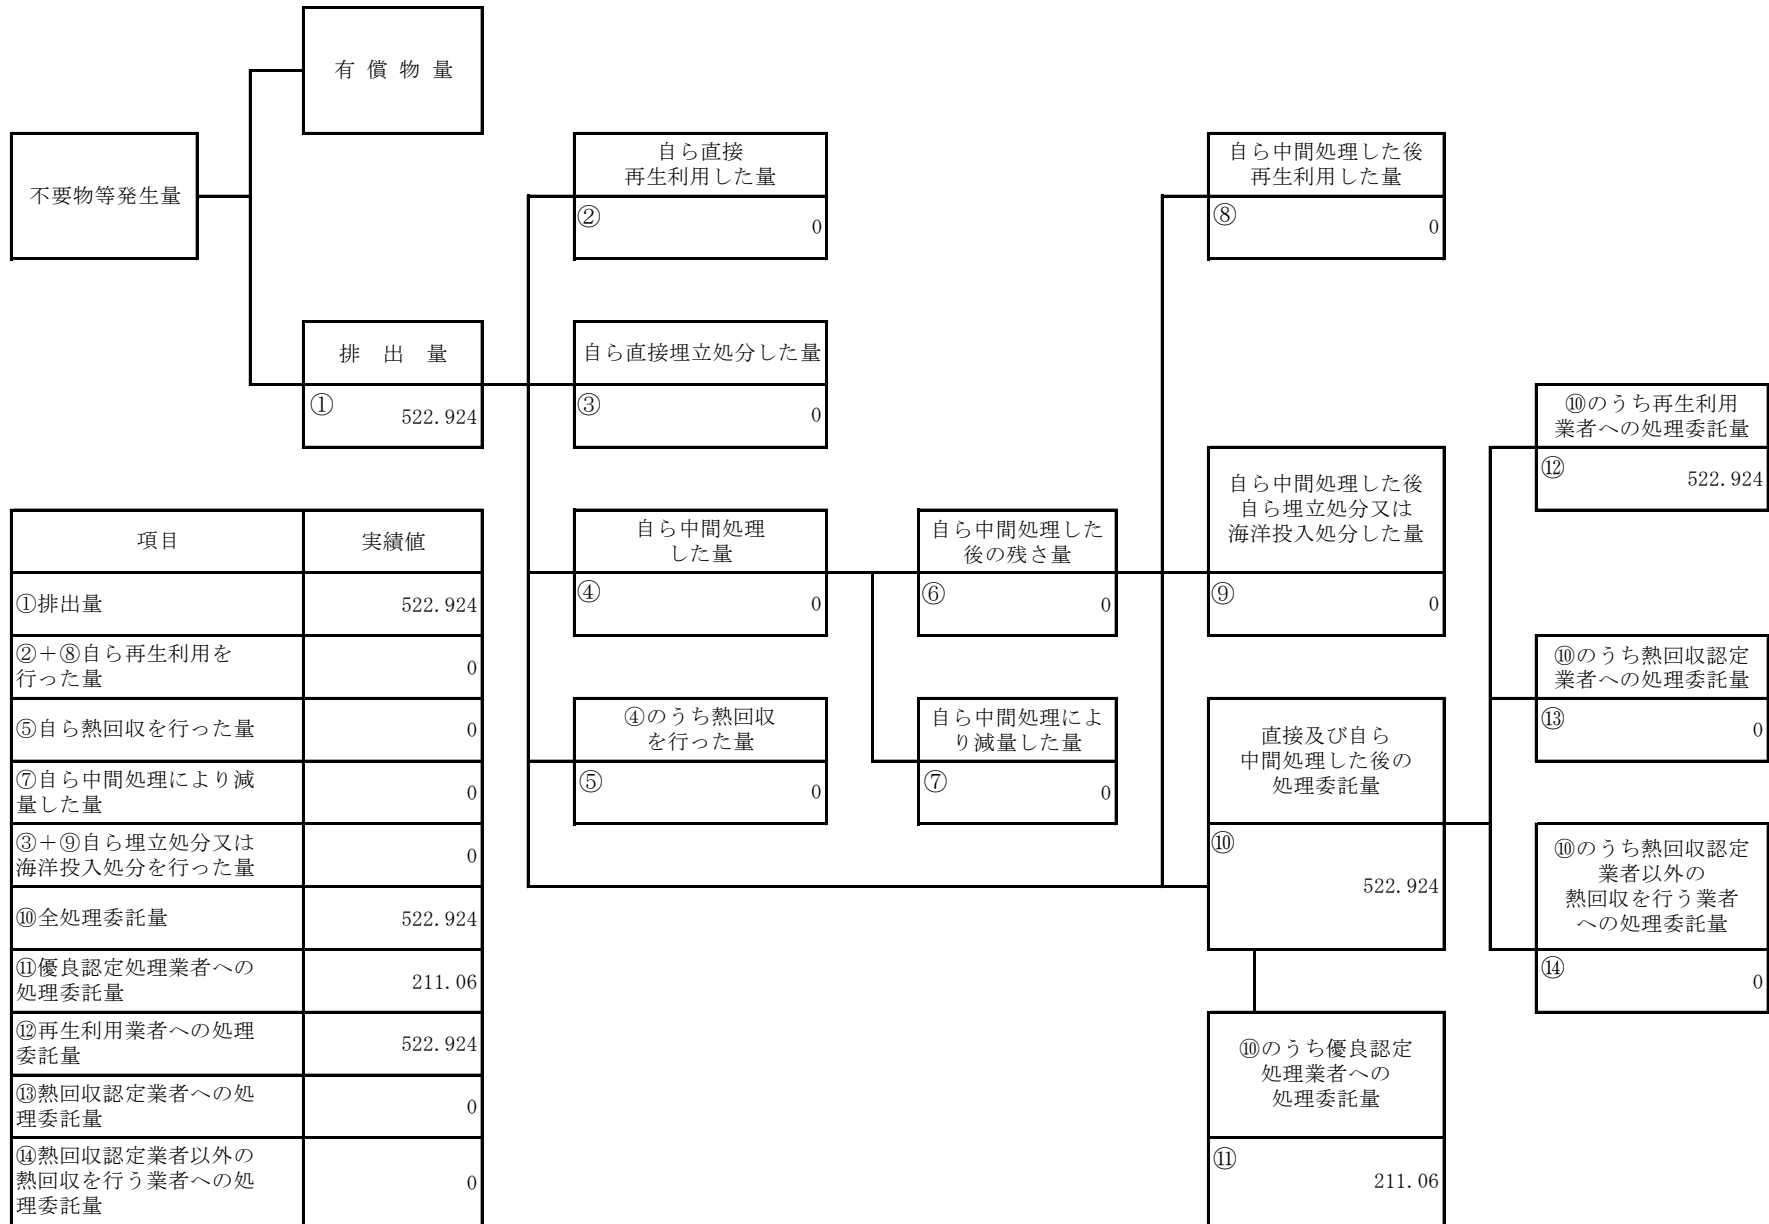 有償物量
不要物等発生量
排出量
①
522.924
自ら直接
再生利用した量
②
0
自ら直接埋立処分した量
③
0
自ら中間処理
した量
④
0
④のうち熱回収
を行った量
⑤
0
自ら中間処理した
後の残さ量
⑥
0
自ら中間処理によ
り減量した量
⑦
0
自ら中間処理した後
再生利用した量
⑧
0
自ら中間処理した後
自ら埋立処分又は
海洋投入処分した量
⑨
0
直接及び自ら
中間処理した後の
処理委託量
⑩
522.924
⑩のうち優良認定
処理業者への
処理委託量
⑪
211.06
⑩のうち再生利用
業者への処理委託量
⑫
522.924
⑩のうち熱回収認定
業者への処理委託量
⑬
0
⑩のうち熱回収認定
業者以外の
熱回収を行う業者
への処理委託量
⑭
0
項目 実績値
①排出量 522.924
②+⑧自ら再生利用を
行った量 0
⑤自ら熱回収を行った量 0
⑦自ら中間処理により減
量した量 0
③+⑨自ら埋立処分又は
海洋投入処分を行った量 0
⑩全処理委託量 522.924
⑪優良認定処理業者への
処理委託量 211.06
⑫再生利用業者への処理
委託量 522.924
⑬熱回収認定業者への処
理委託量 0
⑭熱回収認定業者以外の
熱回収を行う業者への処
理委託量 0